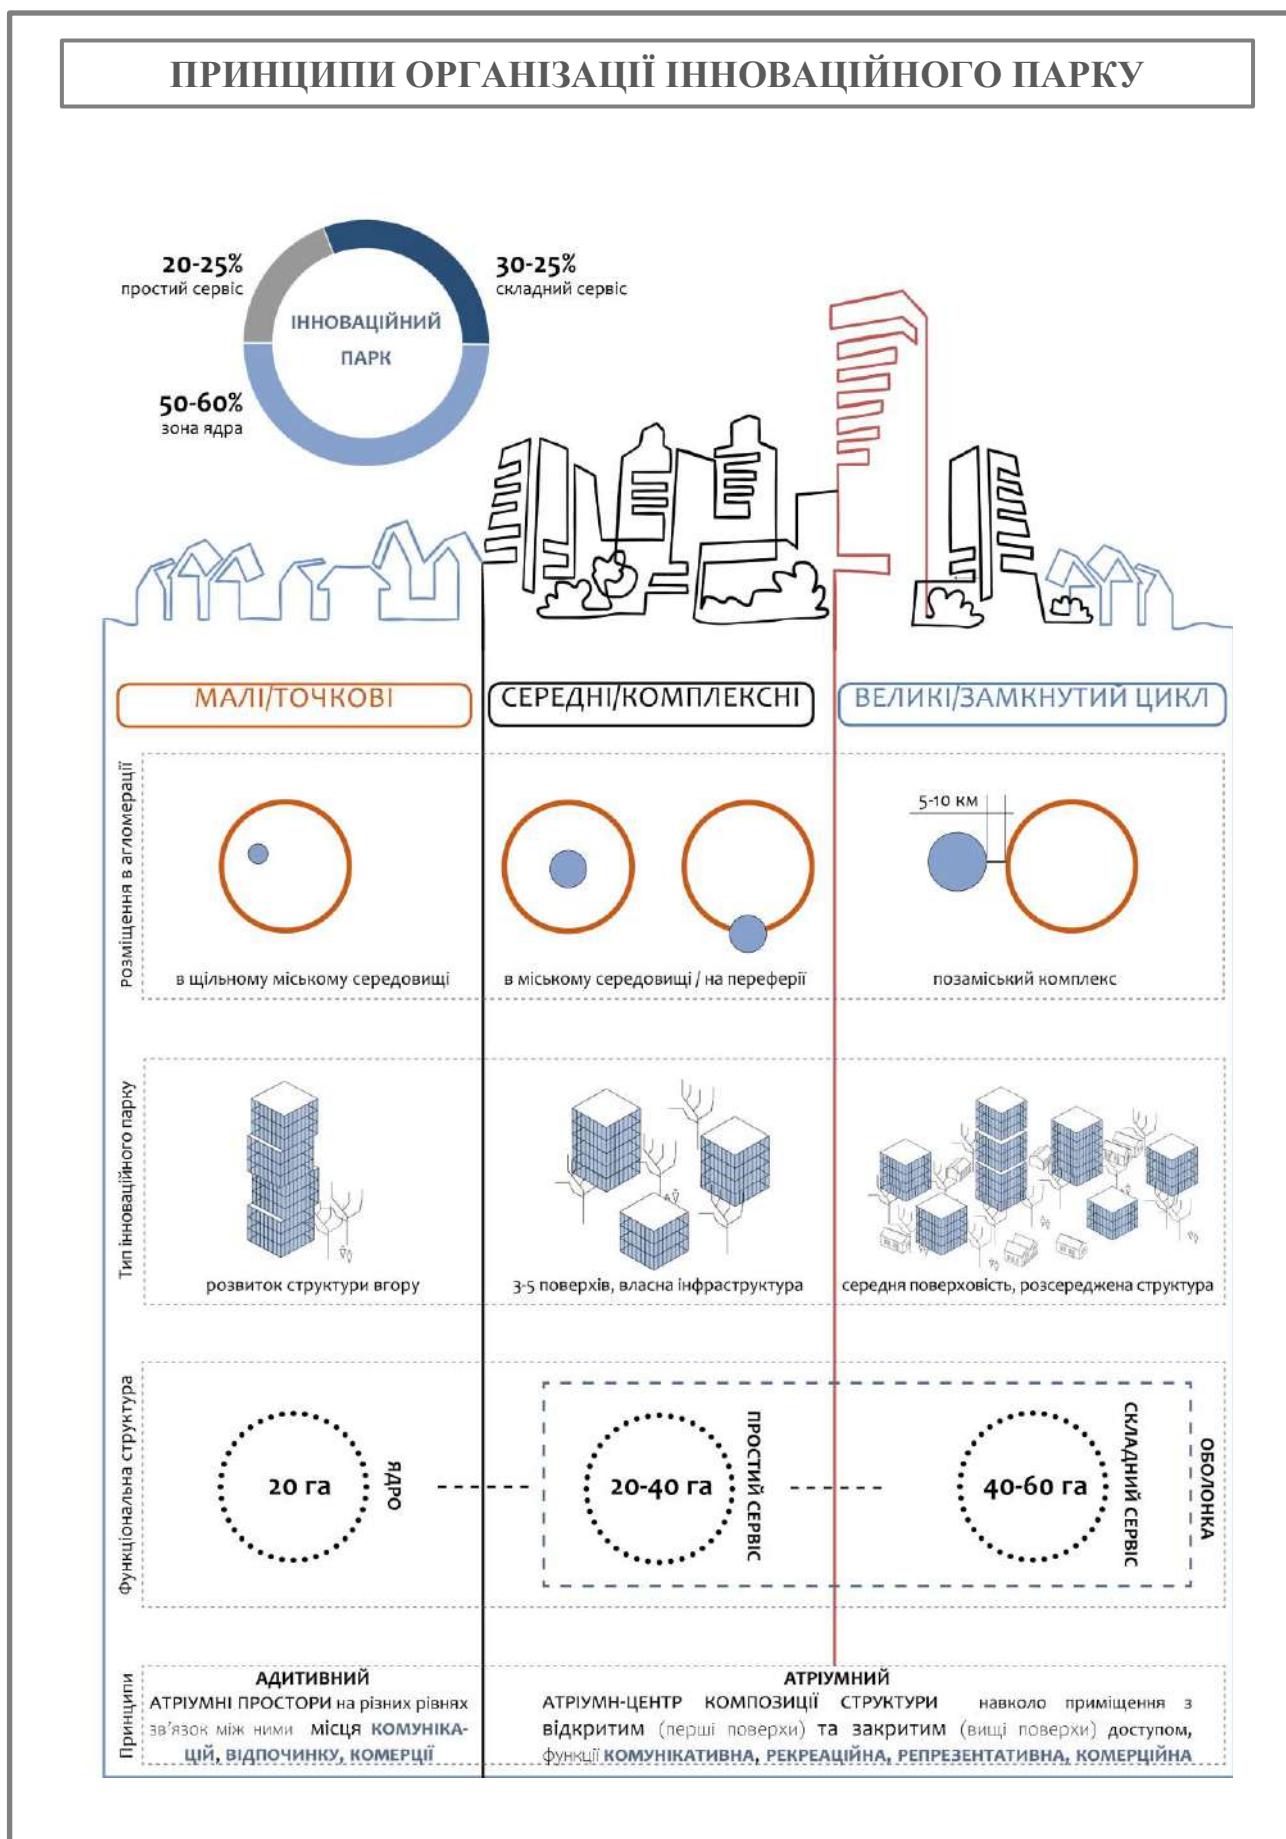 ПРИНЦИПИ ОРГАНІЗАЦІЇ ІННОВАЦІЙНОГО ПАРКУ
20-25%
простий сервіс
30-25%
складний сервіс
ІННОВАЦІЙНИЙ
ПАРК
50-60%
зона ядра
МАЛІ/ТОЧКОВІ
СЕРЕДНІ/КОМПЛЕКСНІ
ВЕЛИКІ/ЗАМКНУТИЙ ЦИКЛ
Розміщення в агломерації
5-10 км
в щільному міському середовищі
в міському середовищі / на переферії
позаміський комплекс
Тип інноваційного парку
розвиток структури вгору
3-5 поверхів, власна інфраструктура
середня поверховість, розсереджена структура
Функціональна структура
20 га
ЯДРО
20-40 га
ПРОСТИЙ СЕРВІС
40-60 га
СКЛАДНИЙ СЕРВІС
ОБОЛОНКА
Принципи
АДИТИВНИЙ
АТРІУМНІ ПРОСТОРИ на різних рівнях
зв'язок між ними місця КОМУНІКА-
ЦІЙ, ВІДПОЧИНКУ, КОМЕРЦІЇ
АТРІУМНИЙ
АТРІУМН-ЦЕНТР КОМПОЗИЦІЇ СТРУКТУРИ навколо приміщення з
відкритим (перші поверхи) та закритим (вищі поверхи) доступом,
функції КОМУНІКАТИВНА, РЕКРЕАЦІЙНА, РЕПРЕЗЕНТАТИВНА, КОМЕРЦІЙНА